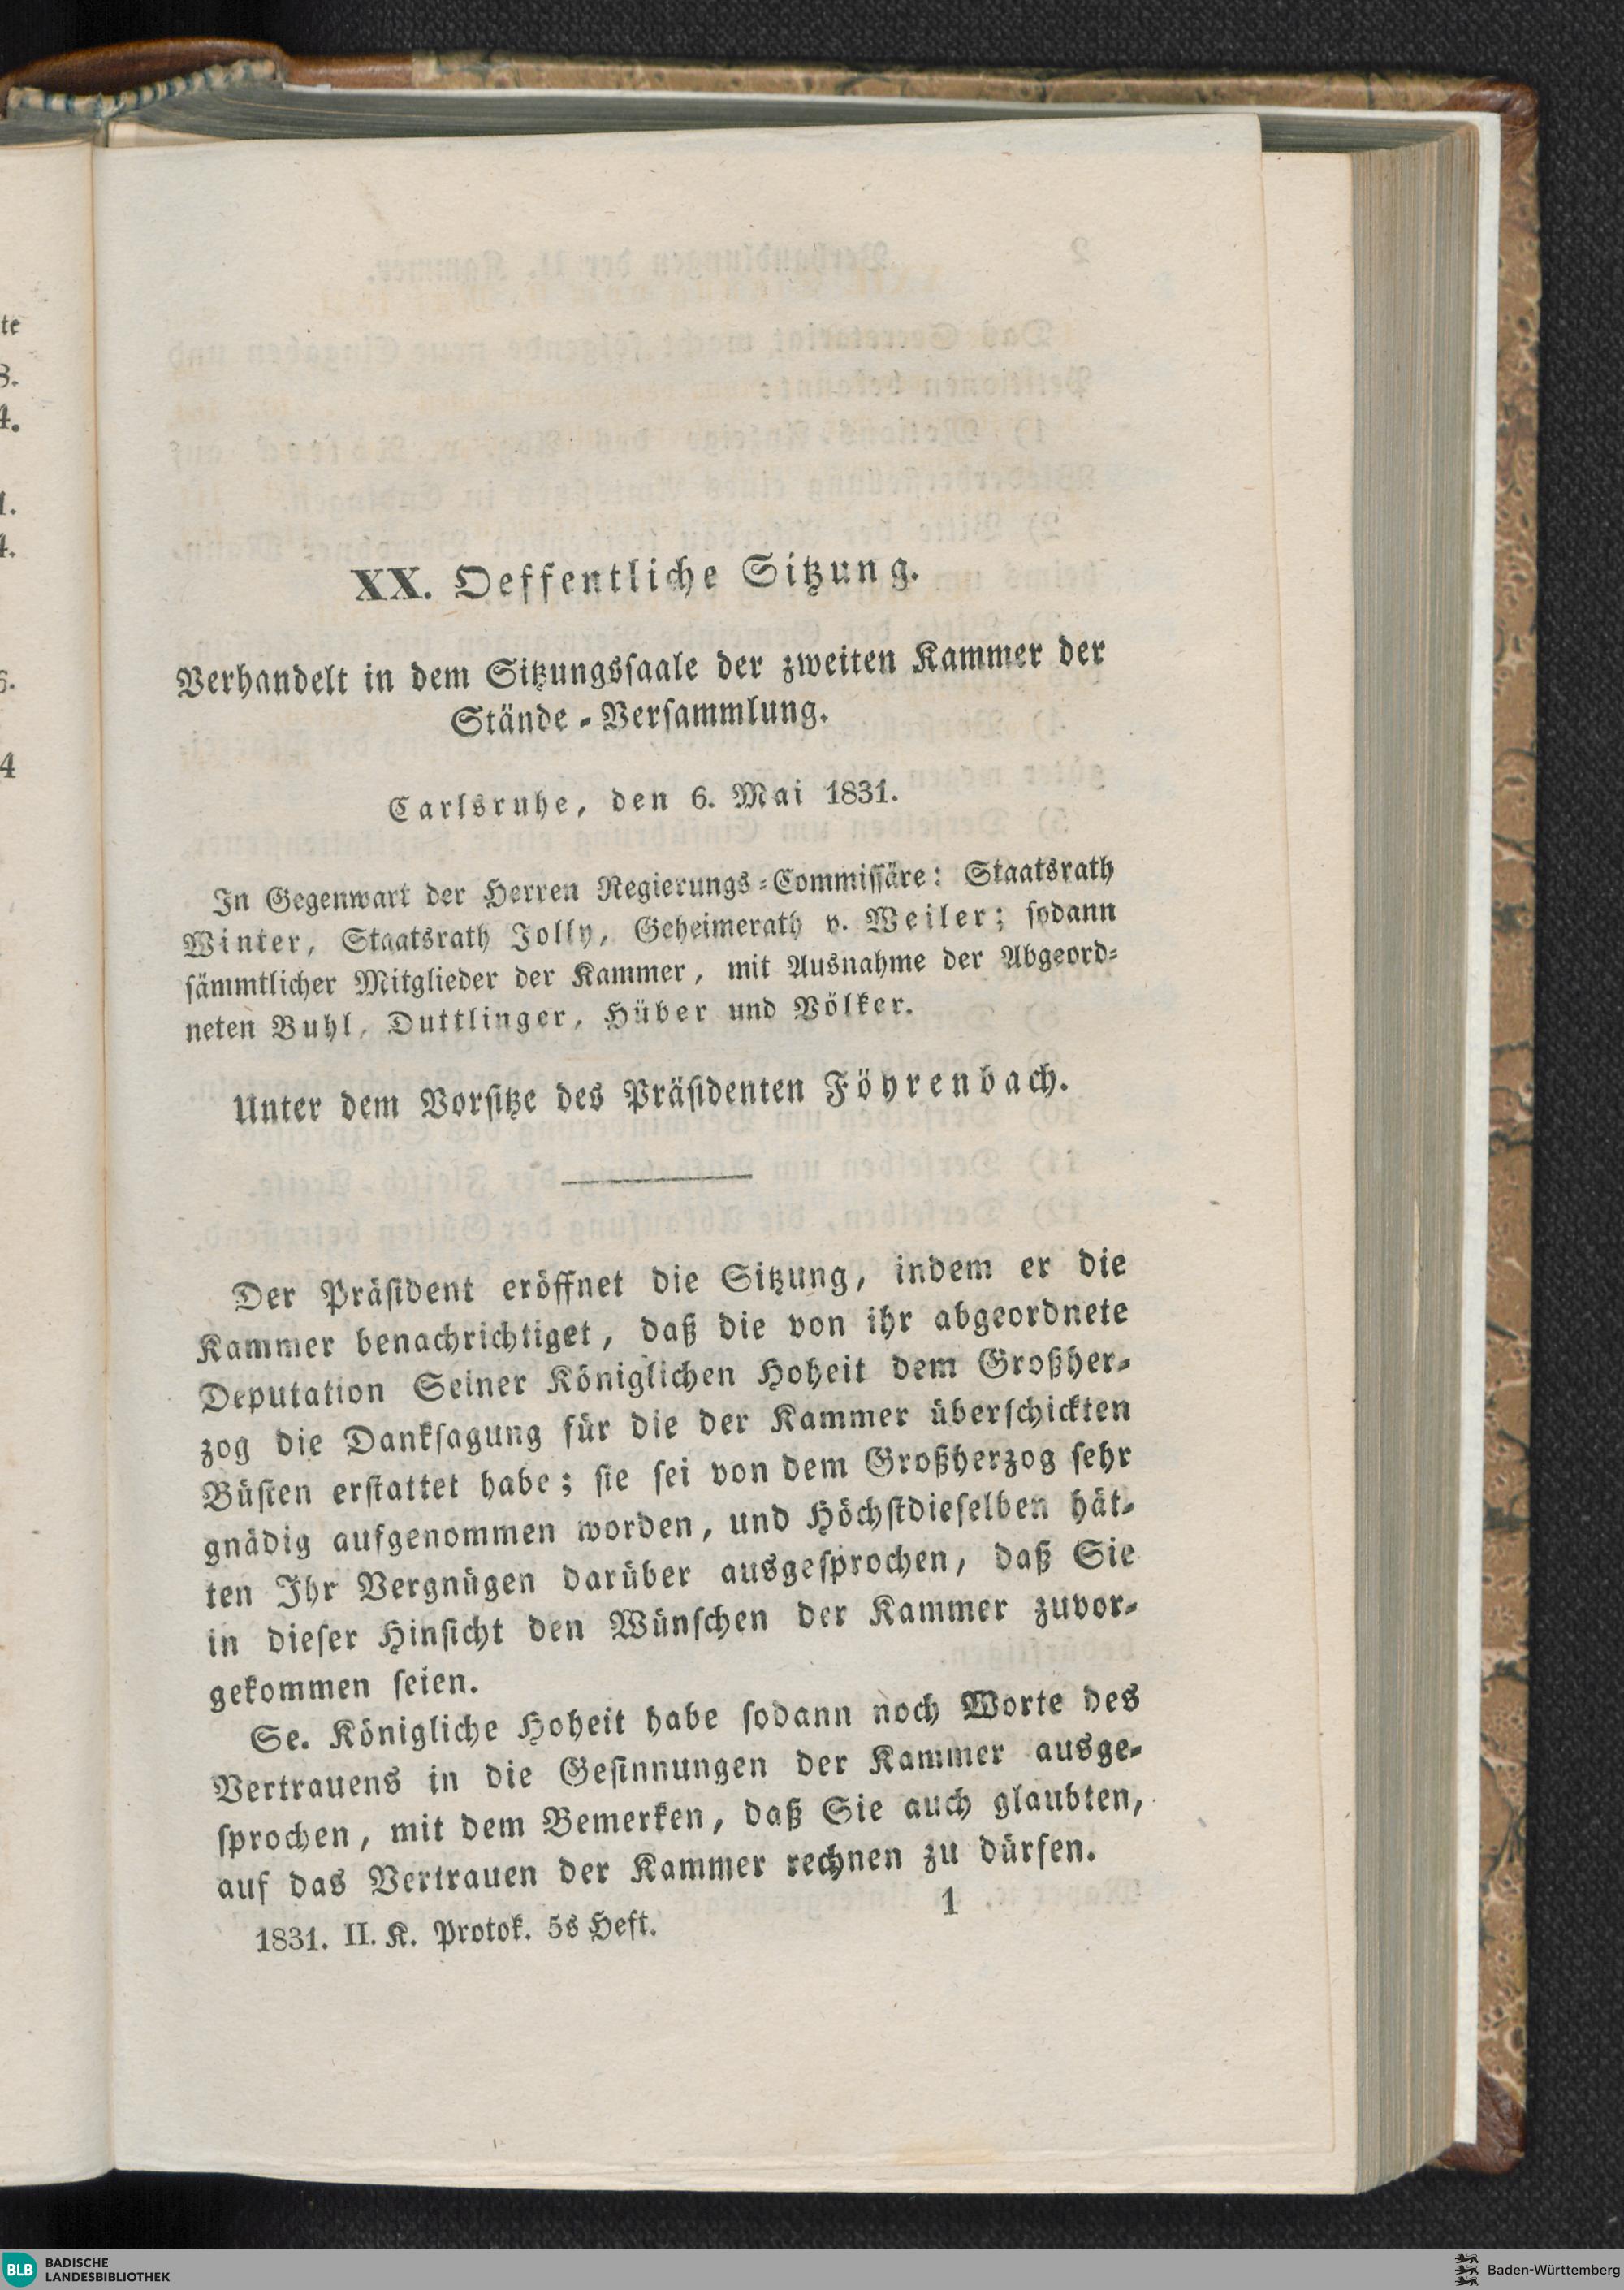 XX. Oeffentliche Sitzung.
Verhandelt in dem Sitzungsſaale der zweiten Kammer der
Stände-Verſammlung.
Carlsruhe, den 6. Mai 1831.
In Gegenwart der Herren Regierungs-Commiſſäre: Staatsrath
Winter, Staatsrath Jolly, Geheimerath v. Weiler; ſodann
ſämmtlicher Mitglieder der Kammer, mit Ausnahme der Abgeord-
neten Buhl, Duttlinger, Hüber und Völker.
Unter dem Vorſitze des Präſidenten Föhrenbach.
Der Präſident eröffnet die Sitzung, indem er die
Kammer benachrichtiget, daß die von ihr abgeordnete
Deputation Seiner Königlichen Hoheit dem Großher-
zog die Dankſagung für die der Kammer überſchickten
Büſten erſtattet habe; ſie ſei von dem Großherzog ſehr
gnädig aufgenommen worden, und Höchſtdieſelben hät-
ten Ihr Vergnügen darüber ausgeſprochen, daß Sie
in dieſer Hinſicht den Wünſchen der Kammer zuvor-
gekommen ſeien.
Se. Königliche Hoheit habe ſodann noch Worte des
Vertrauens in die Geſinnungen der Kammer ausge-
ſprochen, mit dem Bemerken, daß Sie auch glaubten,
auf das Vertrauen der Kammer rechnen zu dürfen.
1831. II. K. Protok. 5s Heft. 1
te
3.
4.
1.
4.
6.
4
BLB BADISCHE
LANDESBIBLIOTHEK
Baden-Württemberg